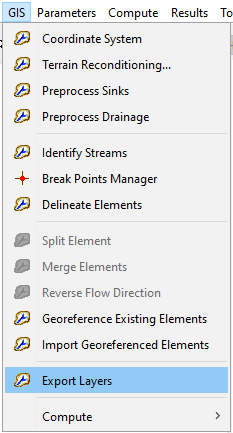 GIS Parameters Compute Results To
Coordinate System
Terrain Reconditioning...
Preprocess Sinks
Preprocess Drainage
Identify Streams
Break Points Manager
Delineate Elements
Split Element
Merge Elements
Reverse Flow Direction
Georeference Existing Elements
Import Georeferenced Elements
Export Layers
Compute